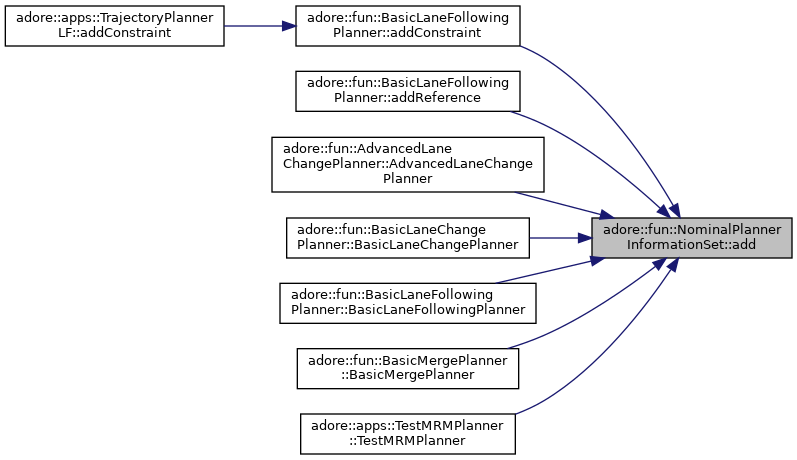 adore::apps::TrajectoryPlanner
LF::addConstraint
adore::fun::BasicLaneFollowing
Planner::addConstraint
adore::fun::BasicLaneFollowing
Planner::addReference
adore::fun::AdvancedLane
ChangePlanner::AdvancedLaneChange
Planner
adore::fun::BasicLaneChange
Planner::BasicLaneChangePlanner
adore::fun::BasicLaneFollowing
Planner::BasicLaneFollowingPlanner
adore::fun::BasicMergePlanner
::BasicMergePlanner
adore::apps::TestMRMPlanner
::TestMRMPlanner
adore::fun::NominalPlanner
InformationSet::add